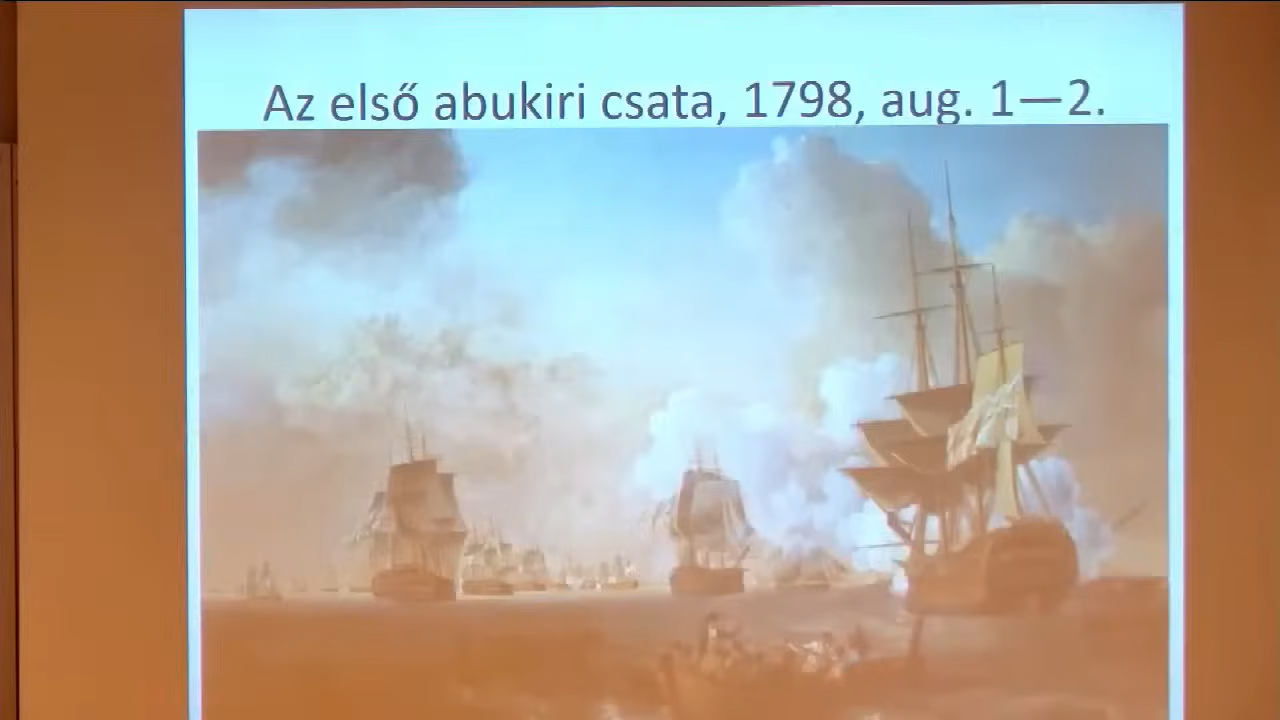 Az első abukiri csata, 1798, aug. 1—2.